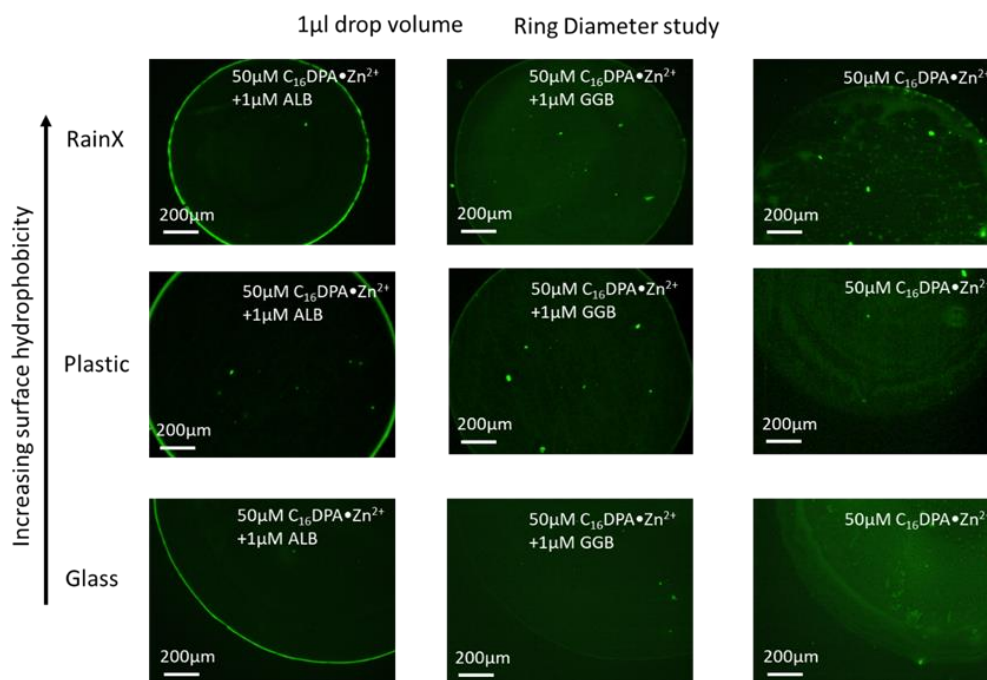 1µl drop volume Ring Diameter study
Increasing surface hydrophobicity
RainX
50µM C₁₆DPA•Zn²⁺
+1µM ALB
200µm
50µM C₁₆DPA•Zn²⁺
+1µM GGB
200µm
50µM C₁₆DPA•Zn²⁺
200µm
Plastic
50µM C₁₆DPA•Zn²⁺
+1µM ALB
200µm
50µM C₁₆DPA•Zn²⁺
+1µM GGB
200µm
50µM C₁₆DPA•Zn²⁺
200µm
Glass
50µM C₁₆DPA•Zn²⁺
+1µM ALB
200µm
50µM C₁₆DPA•Zn²⁺
+1µM GGB
200µm
50µM C₁₆DPA•Zn²⁺
200µm